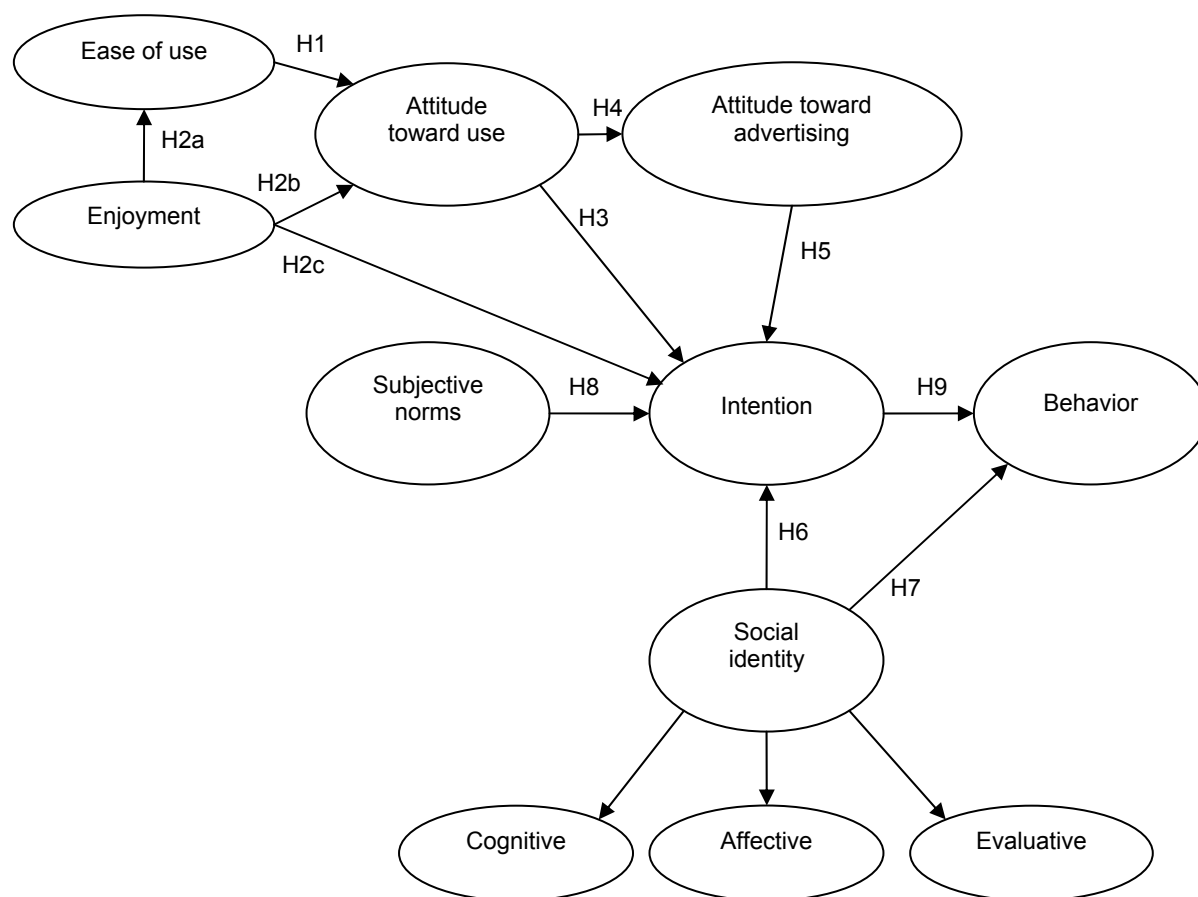 Ease of use
H1
Attitude
toward use
H4
Attitude toward
advertising
H2a
H2b
Enjoyment
H2c
H3
H5
Subjective
norms
H8
Intention
H9
Behavior
H6
H7
Social
identity
Cognitive
Affective
Evaluative